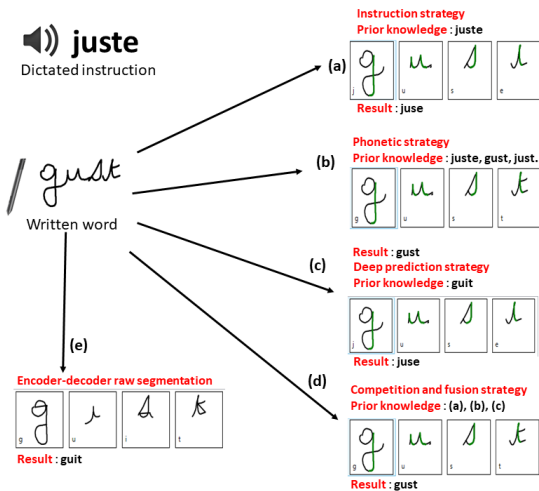 juste
Dictated instruction
gust
Written word
(a)
Instruction strategy
Prior knowledge : juste
j u s e
Result : juse
(b)
Phonetic strategy
Prior knowledge : juste, gust, just.
g u s t
Result : gust
(c)
Deep prediction strategy
Prior knowledge : guit
j u s e
Result : juse
(d)
Competition and fusion strategy
Prior knowledge : (a), (b), (c)
g u s t
Result : gust
(e)
Encoder-decoder raw segmentation
g u i t
Result : guit